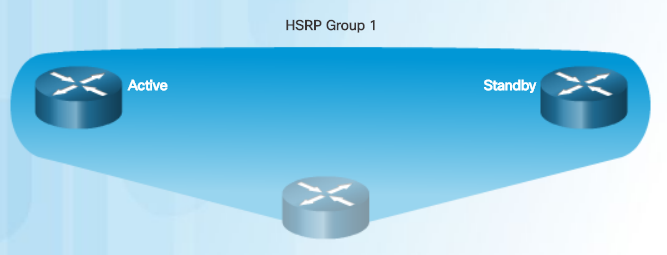 HSRP Group 1
Active
Standby